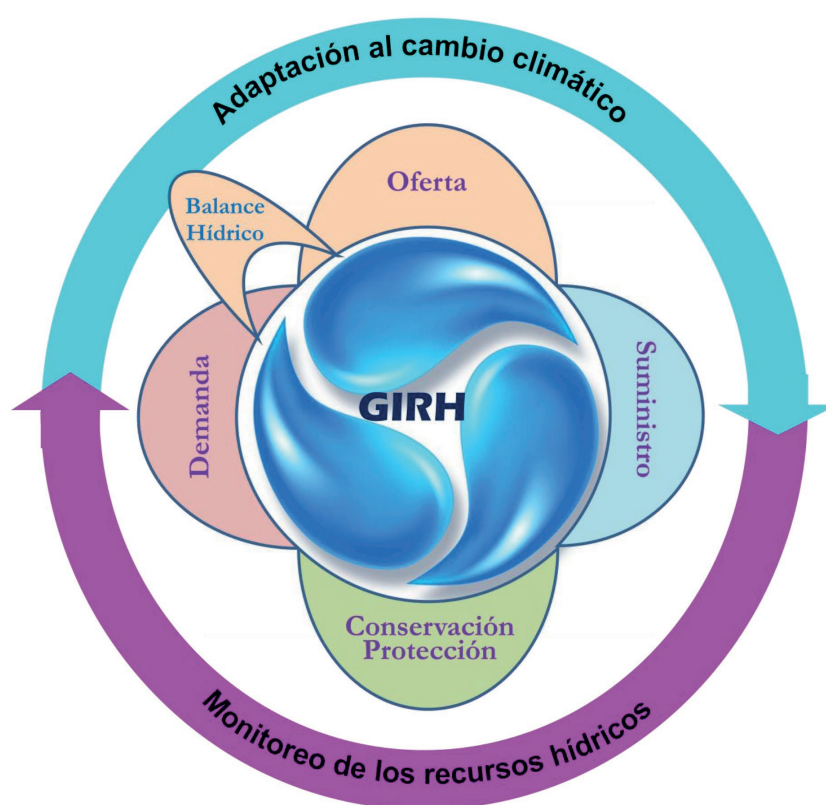 Adaptación al cambio climático
Oferta
Balance
Hídrico
Demanda
GIRH
Suministro
Conservación
Protección
Monitoreo de los recursos hídricos